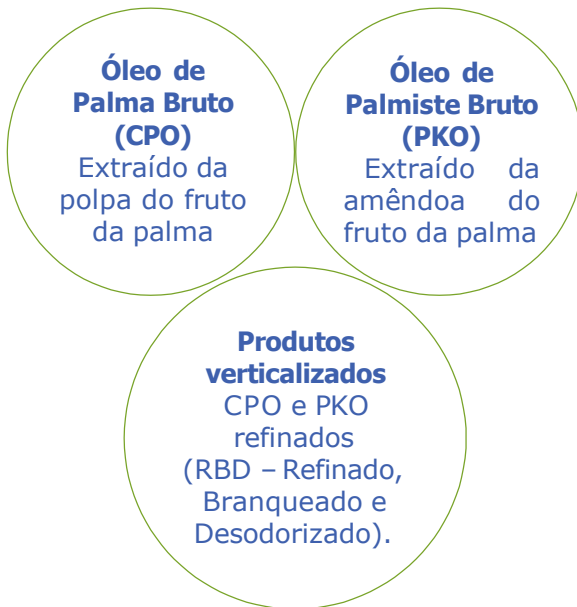 Óleo de
Palma Bruto
(CPO)
Extraído da
polpa do fruto
da palma
Óleo de
Palmiste Bruto
(PKO)
Extraído da
amêndoa do
fruto da palma
Produtos
verticalizados
CPO e PKO
refinados
(RBD – Refinado,
Branqueado e
Desodorizado).